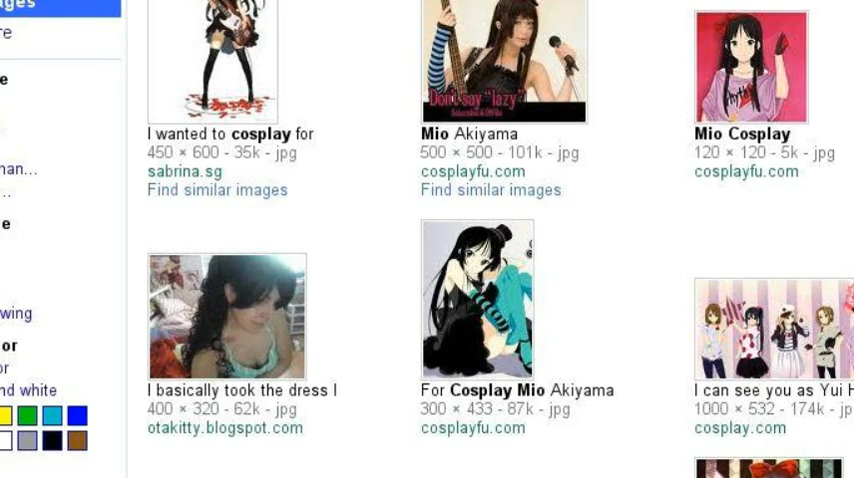 ages
re
e
nan...
..
e
wing
or
or
nd white
Don't say "lazy"
I wanted to cosplay for
450 × 600 - 35k - jpg
sabrina.sg
Find similar images
Mio Akiyama
500 × 500 - 101k - jpg
cosplayfu.com
Find similar images
Mio Cosplay
120 × 120 - 5k - jpg
cosplayfu.com
I basically took the dress I
400 × 320 - 62k - jpg
otakitty.blogspot.com
For Cosplay Mio Akiyama
300 × 433 - 87k - jpg
cosplayfu.com
I can see you as Yui H
1000 × 532 - 174k - jp
cosplay.com